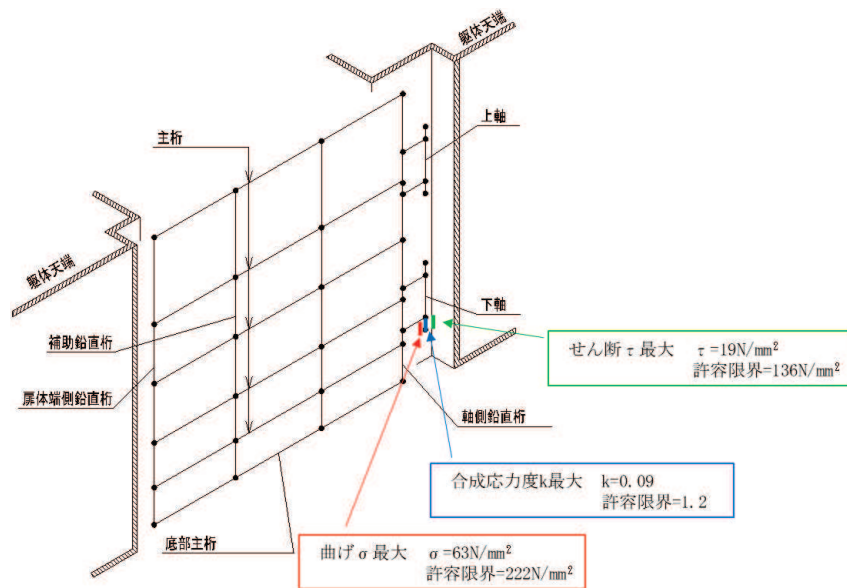 躯体天端
主桁
上軸
躯体天端
下軸
補助鉛直桁
扉体端側鉛直桁
軸側鉛直桁
底部主桁
せん断τ最大 τ=19N/mm²
許容限界=136N/mm²
合成応力度k最大 k=0.09
許容限界=1.2
曲げσ最大 σ=63N/mm²
許容限界=222N/mm²